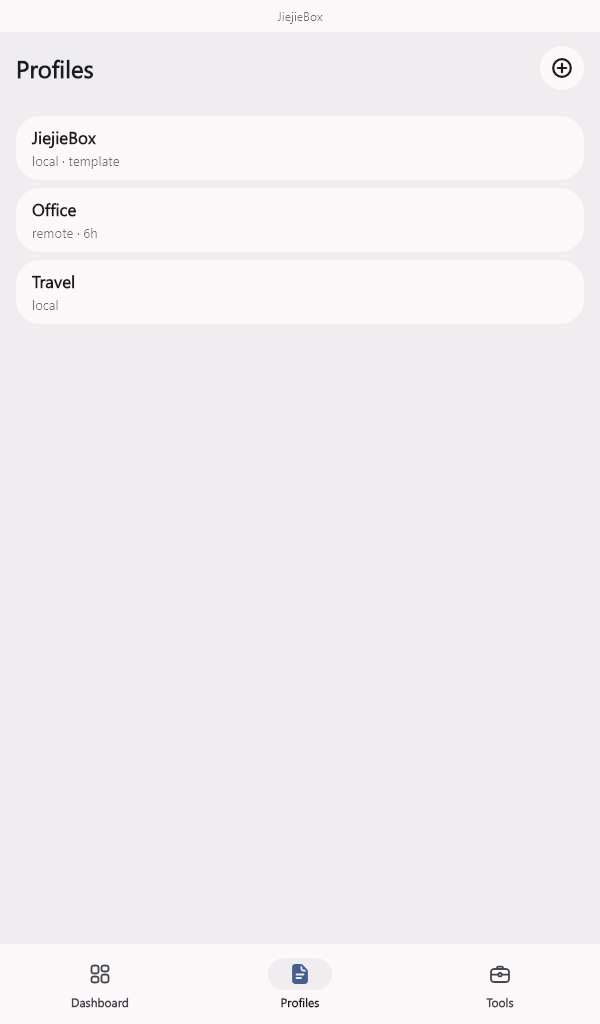 JiejieBox
Profiles
JiejieBox
local · template
Office
remote · 6h
Travel
local
Dashboard
Profiles
Tools